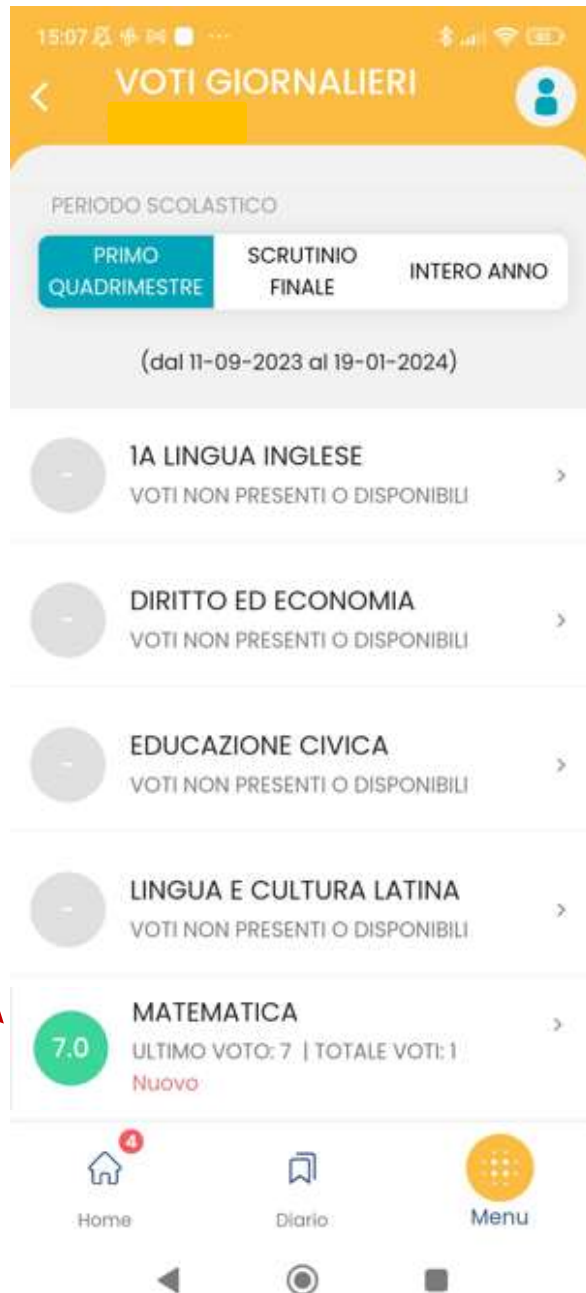 15:07
VOTI GIORNALIERI
PERIODO SCOLASTICO
PRIMO QUADRIMESTRE
SCRUTINIO FINALE
INTERO ANNO
(dal 11-09-2023 al 19-01-2024)
-
1A LINGUA INGLESE
VOTI NON PRESENTI O DISPONIBILI
-
DIRITTO ED ECONOMIA
VOTI NON PRESENTI O DISPONIBILI
-
EDUCAZIONE CIVICA
VOTI NON PRESENTI O DISPONIBILI
-
LINGUA E CULTURA LATINA
VOTI NON PRESENTI O DISPONIBILI
7.0
MATEMATICA
ULTIMO VOTO: 7 | TOTALE VOTI: 1
Nuovo
4
Home
Diario
Menu